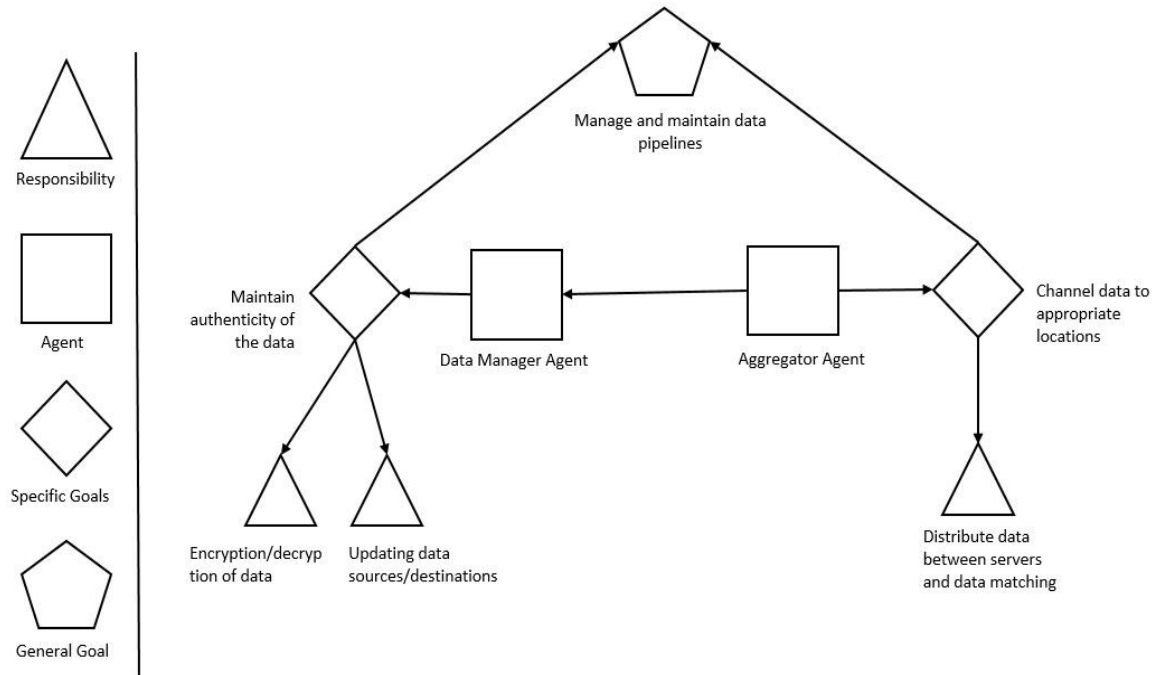 Responsibility
Agent
Specific Goals
General Goal
Manage and maintain data
pipelines
Maintain
authenticity of
the data
Data Manager Agent
Aggregator Agent
Channel data to
appropriate
locations
Encryption/decryp
tion of data
Updating data
sources/destinations
Distribute data
between servers
and data matching